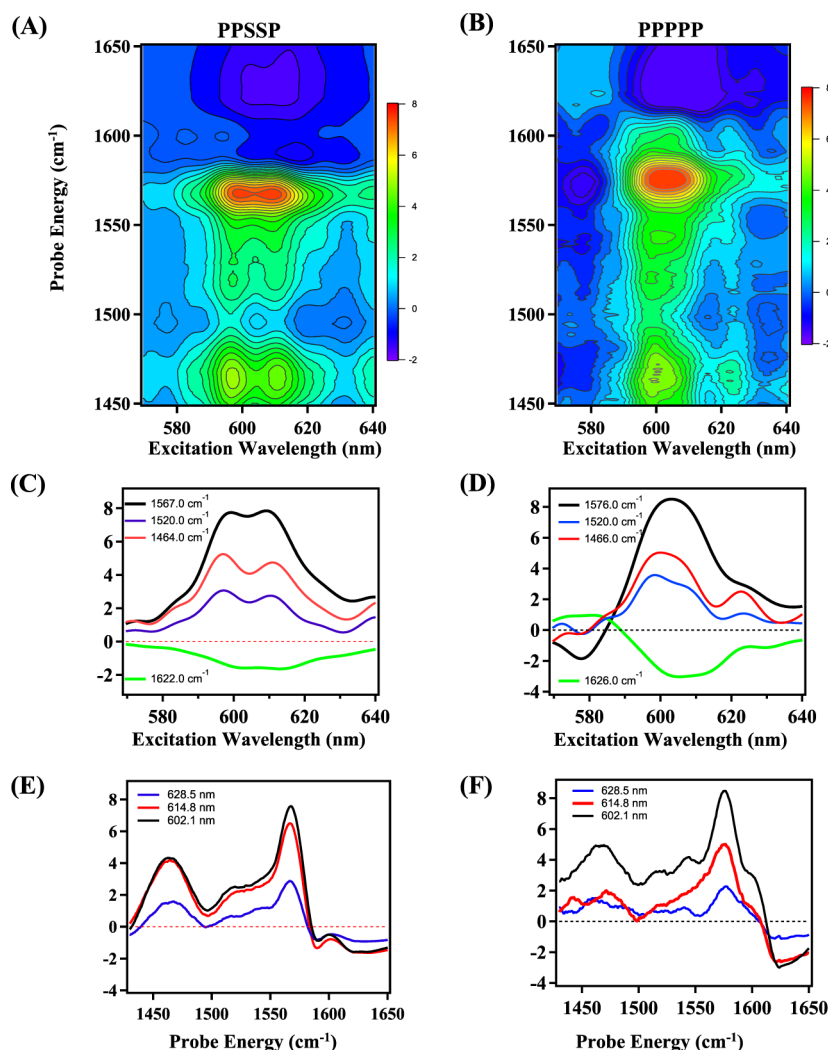 (A) PPSSP
(B) PPPPP
1650
1600
1550
1500
1450
Probe Energy (cm-1)
580 600 620 640
Excitation Wavelength (nm)
8
6
4
2
0
-2
1650
1600
1550
1500
1450
580 600 620 640
Excitation Wavelength (nm)
8
6
4
2
0
-2
(C)
8
6
4
2
0
-2
1567.0 cm-1
1520.0 cm-1
1464.0 cm-1
1622.0 cm-1
580 600 620 640
Excitation Wavelength (nm)
(D)
8
6
4
2
0
-2
-4
1576.0 cm-1
1520.0 cm-1
1466.0 cm-1
1626.0 cm-1
580 600 620 640
Excitation Wavelength (nm)
(E)
8
6
4
2
0
-2
-4
628.5 nm
614.8 nm
602.1 nm
1450 1500 1550 1600 1650
Probe Energy (cm-1)
(F)
8
6
4
2
0
-2
-4
628.5 nm
614.8 nm
602.1 nm
1450 1500 1550 1600 1650
Probe Energy (cm-1)